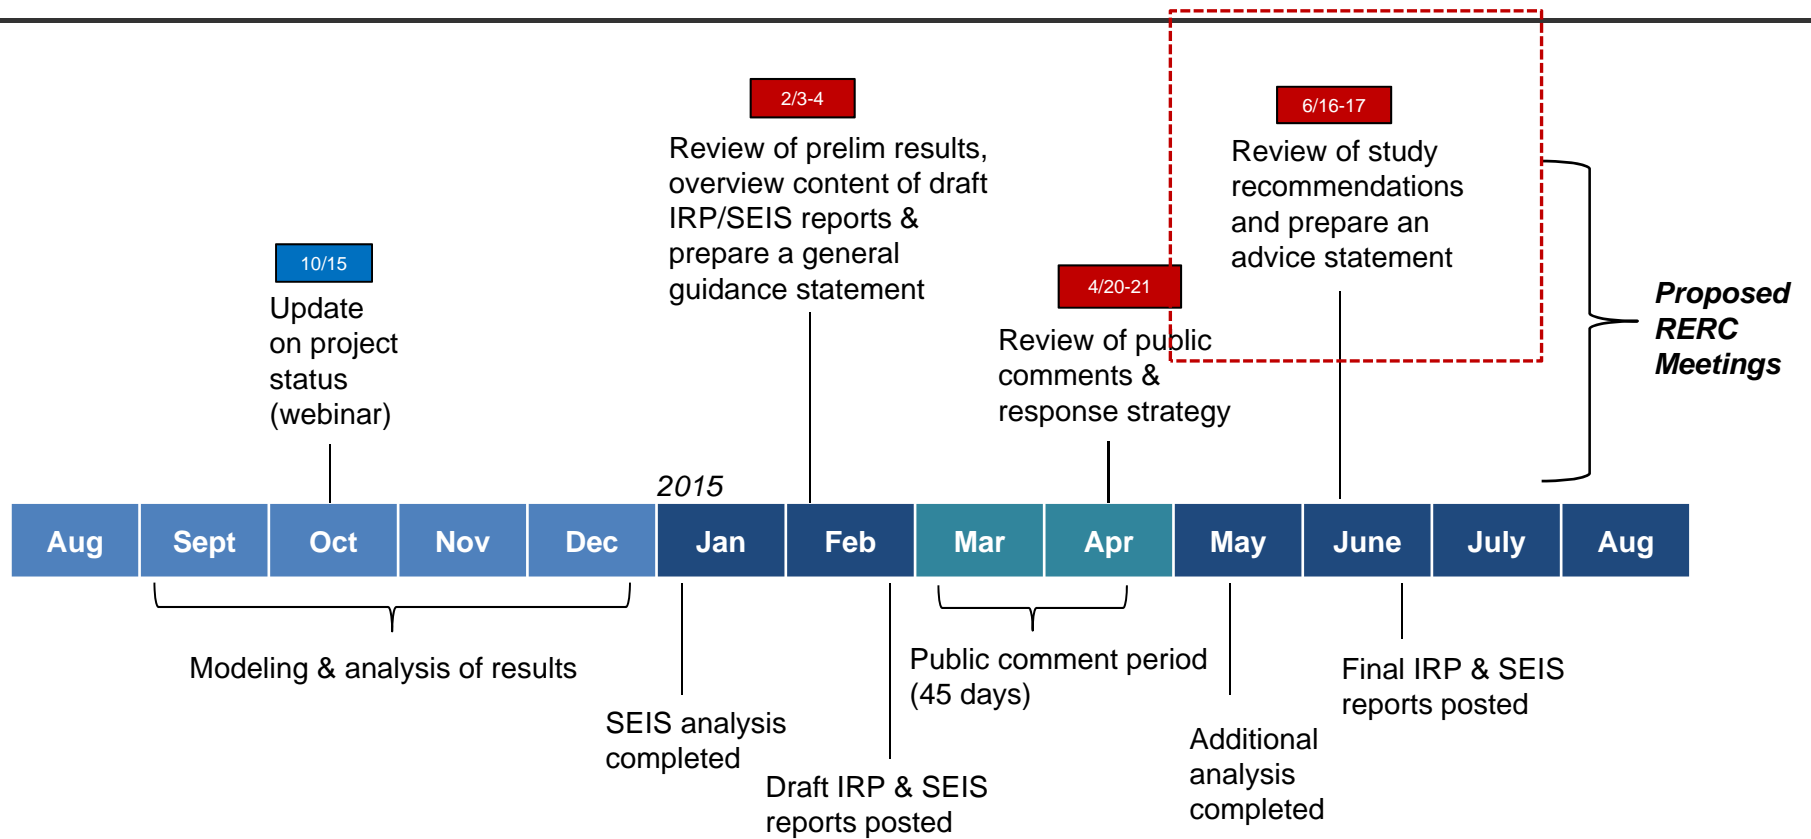 2/3-4
Review of prelim results,
overview content of draft
IRP/SEIS reports &
prepare a general
guidance statement
6/16-17
Review of study
recommendations
and prepare an
advice statement
10/15
Update
on project
status
(webinar)
4/20-21
Review of public
comments &
response strategy
Proposed
RERC
Meetings
2015
Aug Sept Oct Nov Dec Jan Feb Mar Apr May June July Aug
Modeling & analysis of results
SEIS analysis
completed
Draft IRP & SEIS
reports posted
Public comment period
(45 days)
Additional
analysis
completed
Final IRP & SEIS
reports posted